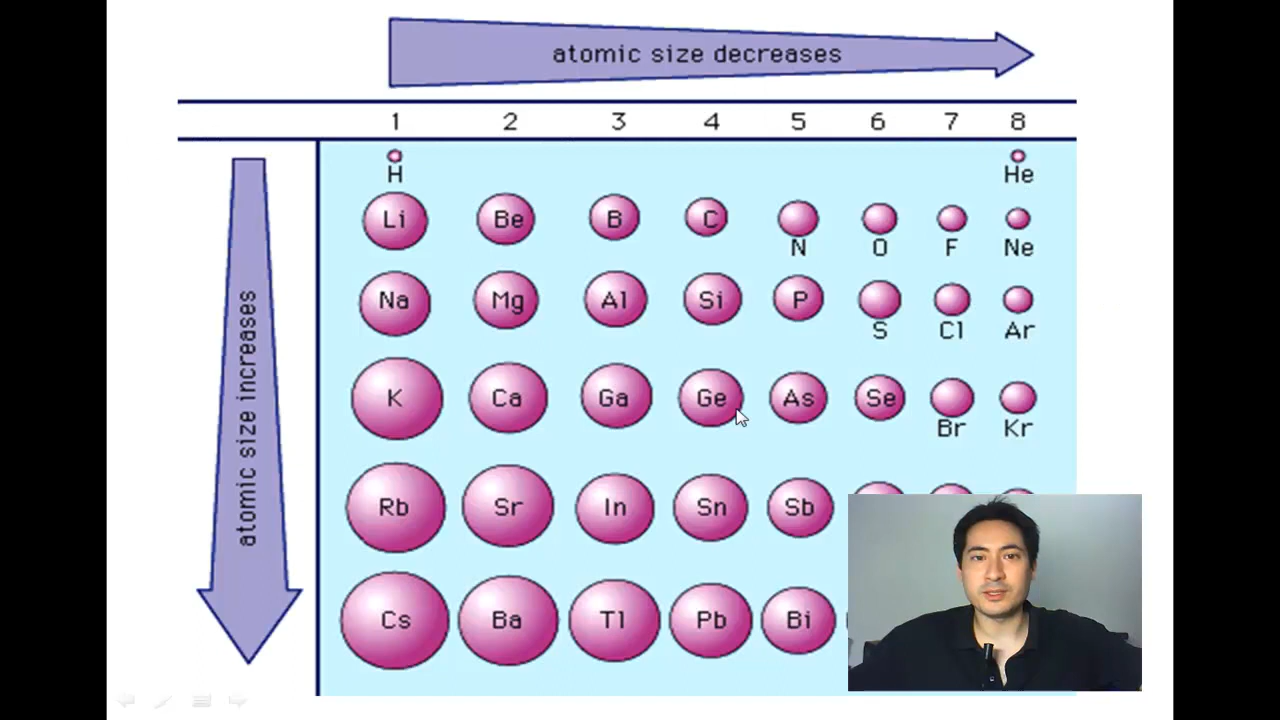 atomic size decreases
1 2 3 4 5 6 7 8
H He
Li Be B C N O F Ne
Na Mg Al Si P S Cl Ar
K Ca Ga Ge As Se Br Kr
Rb Sr In Sn Sb
Cs Ba Tl Pb Bi
atomic size increases